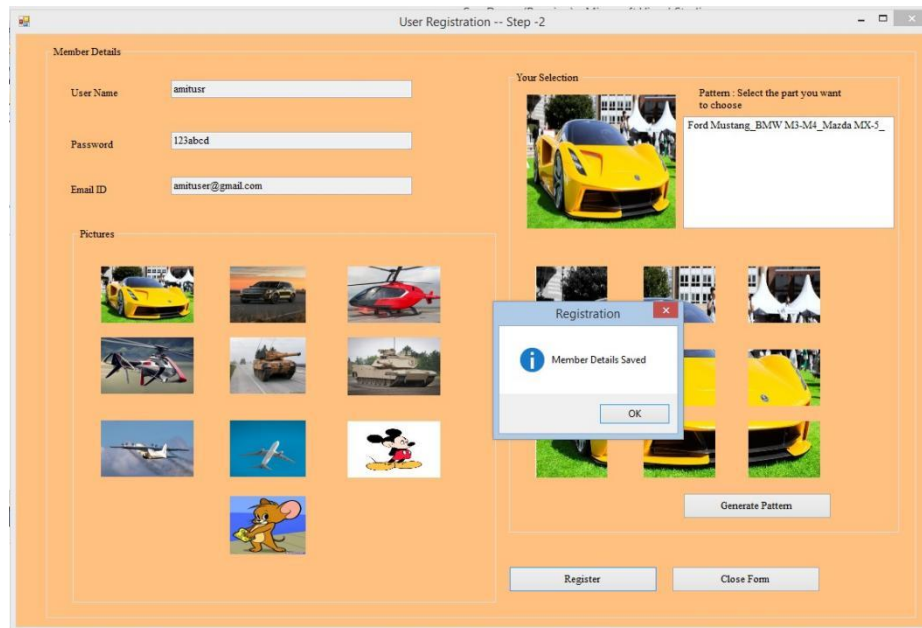 User Registration -- Step -2
Member Details
User Name
amitusr
Password
123abcd
Email ID
amituser@gmail.com
Pictures
Your Selection
Pattern : Select the part you want
to choose
Ford Mustang_BMW M3-M4_Mazda MX-5_
Registration
Member Details Saved
OK
Generate Pattern
Register
Close Form